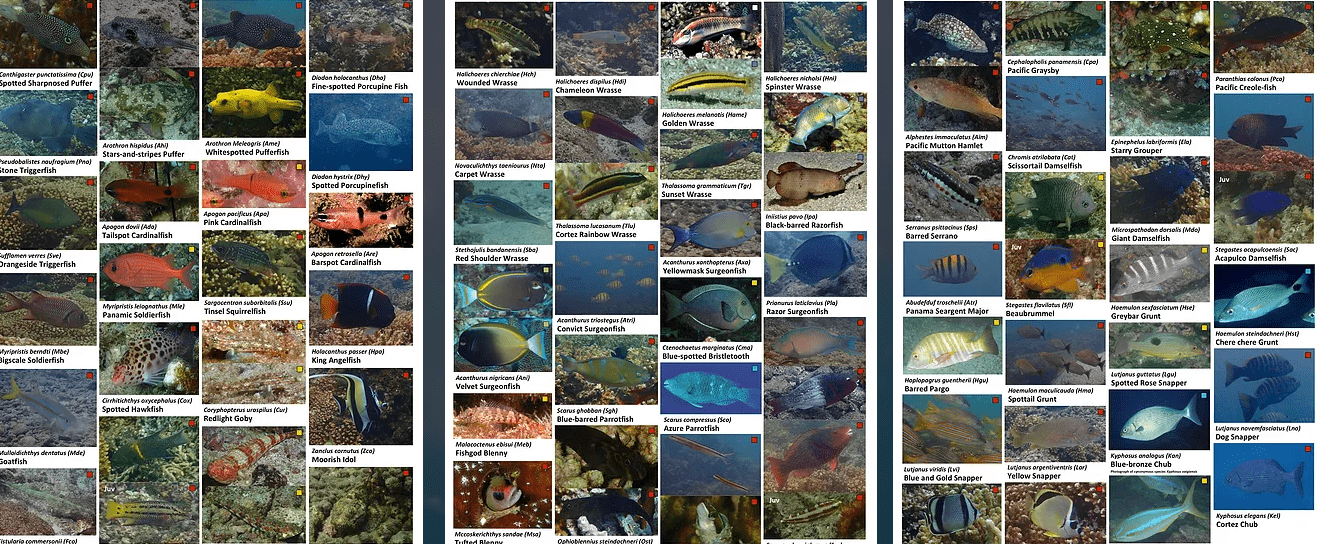 Canthigaster punctatissima (Cpu)
Spotted Sharpnosed Puffer
Pseudobalistes naufragium (Pna)
Stone Triggerfish
Sufflamen verres (Sve)
Orangeside Triggerfish
Myripristis berndti (Mbe)
Bigscale Soldierfish
Mulloidichthys dentatus (Mde)
Goatfish
Fistularia commersonii (Fco)
Arothron hispidus (Ahi)
Stars-and-stripes Puffer
Apogon dovii (Ado)
Tailspot Cardinalfish
Myripristis leiognathus (Mle)
Panamic Soldierfish
Cirrhitichthys oxycephalus (Cox)
Spotted Hawkfish
Juv
Arothron Meleagris (Ame)
Whitespotted Pufferfish
Apogon pacificus (Apa)
Pink Cardinalfish
Sargocentron suborbitalis (Ssu)
Tinsel Squirrelfish
Coryphopterus urospilus (Cur)
Redlight Goby
Diodon holocanthus (Dho)
Fine-spotted Porcupine Fish
Diodon hystrix (Dhy)
Spotted Porcupinefish
Apogon retrosella (Are)
Barspot Cardinalfish
Holacanthus passer (Hpa)
King Angelfish
Zanclus cornutus (Zco)
Moorish Idol
Halichoeres chierchiae (Hch)
Wounded Wrasse
Novaculichthys taeniourus (Nta)
Carpet Wrasse
Stethojulis bandanensis (Sba)
Red Shoulder Wrasse
Acanthurus nigricans (Ani)
Velvet Surgeonfish
Malacoctenus ebisui (Meb)
Fishgod Blenny
Mccoskerichthys sandae (Msa)
Tufted Blenny
Halichoeres dispilus (Hdi)
Chameleon Wrasse
Thalassoma lucasanum (Tlu)
Cortez Rainbow Wrasse
Acanthurus triostegus (Atri)
Convict Surgeonfish
Scarus ghobban (Sgh)
Blue-barred Parrotfish
Ophioblennius steindachneri (Ost)
Halichoeres melanotis (Hame)
Golden Wrasse
Thalassoma grammaticum (Tgr)
Sunset Wrasse
Acanthurus xanthopterus (Axa)
Yellowmask Surgeonfish
Ctenochaetus marginatus (Cma)
Blue-spotted Bristletooth
Scarus compressus (Sco)
Azure Parrotfish
Halichoeres nicholsi (Hni)
Spinster Wrasse
Iniistius pavo (Ipa)
Black-barred Razorfish
Prionurus laticlavius (Pla)
Razor Surgeonfish
Juv
Alphestes immaculatus (Aim)
Pacific Mutton Hamlet
Serranus psittacinus (Sps)
Barred Serrano
Abudefduf troschelii (Atr)
Panama Seargent Major
Hoplopagrus guentherii (Hgu)
Barred Pargo
Lutjanus viridis (Lvi)
Blue and Gold Snapper
Cephalopholis panamensis (Cpa)
Pacific Graysby
Chromis atrilobata (Cat)
Scissortail Damselfish
Juv
Stegastes flavilatus (Sfl)
Beaubrummel
Haemulon maculicauda (Hma)
Spottail Grunt
Lutjanus argentiventris (Lar)
Yellow Snapper
Epinephelus labriformis (Ela)
Starry Grouper
Microspathodon dorsalis (Mdo)
Giant Damselfish
Haemulon sexfasciatum (Hse)
Greybar Grunt
Lutjanus guttatus (Lgu)
Spotted Rose Snapper
Kyphosus analogus (Kan)
Blue-bronze Chub
Paranthias colonus (Pca)
Pacific Creole-fish
Juv
Stegastes acapulcoensis (Sac)
Acapulco Damselfish
Haemulon steindachneri (Hst)
Chere chere Grunt
Lutjanus novemfasciatus (Lno)
Dog Snapper
Kyphosus elegans (Kel)
Cortez Chub